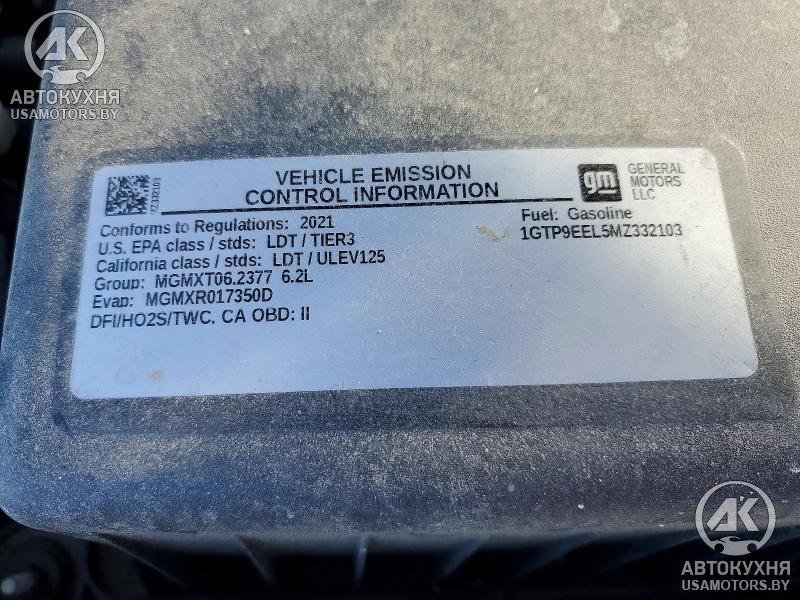 АВТОКУХНЯ
USAMOTORS.BY
Z332103
VEHICLE EMISSION
CONTROL INFORMATION
gm
GENERAL
MOTORS
LLC
Conforms to Regulations: 2021
U.S. EPA class / stds: LDT / TIER3
California class / stds: LDT / ULEV125
Group: MGMXT06.2377 6.2L
Evap: MGMXR017350D
DFI/HO2S/TWC. CA OBD: II
Fuel: Gasoline
1GTP9EEL5MZ332103
АК
АВТОКУХНЯ
USAMOTORS.BY